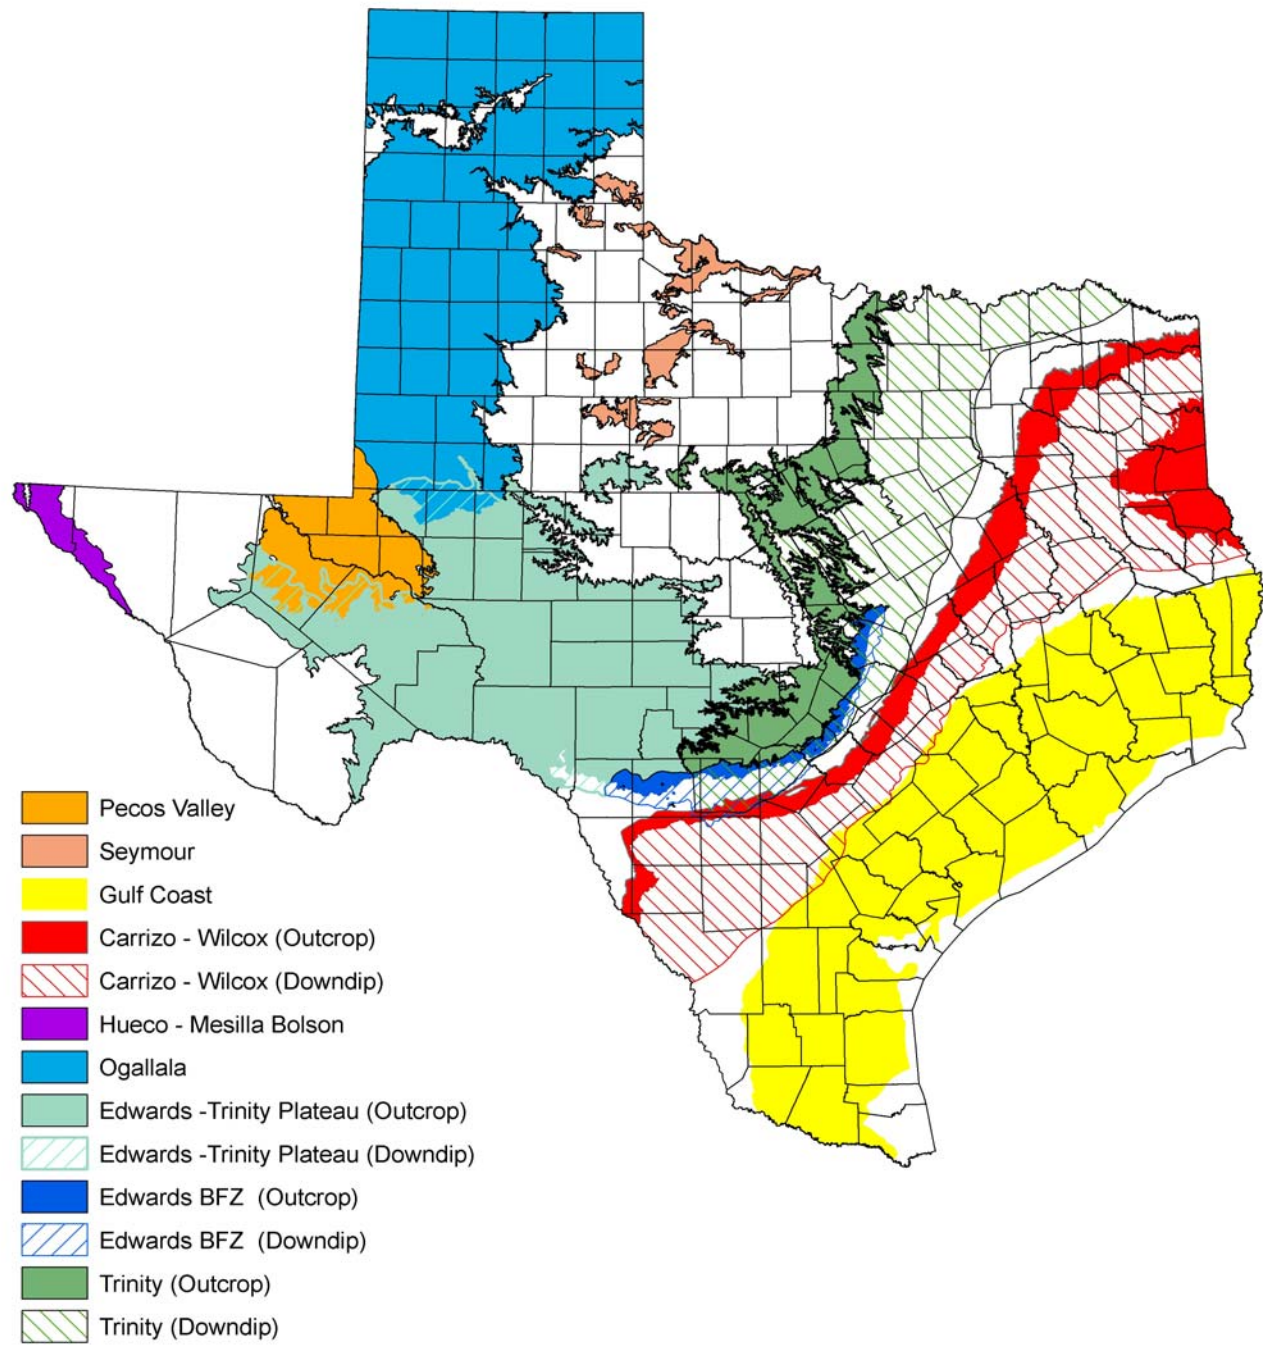 Pecos Valley
Seymour
Gulf Coast
Carrizo - Wilcox (Outcrop)
Carrizo - Wilcox (Downdip)
Hueco - Mesilla Bolson
Ogallala
Edwards -Trinity Plateau (Outcrop)
Edwards -Trinity Plateau (Downdip)
Edwards BFZ  (Outcrop)
Edwards BFZ  (Downdip)
Trinity (Outcrop)
Trinity (Downdip)